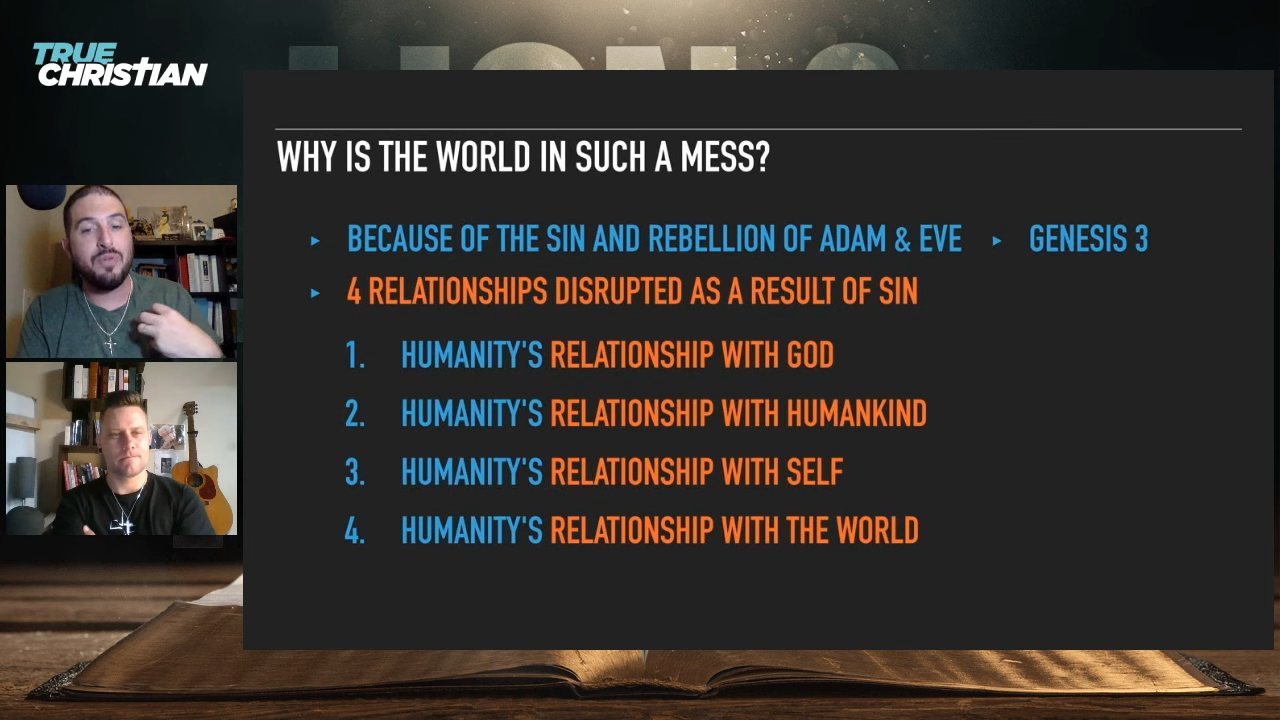 TRUE
CHRISTIAN
WHY IS THE WORLD IN SUCH A MESS?
▸ BECAUSE OF THE SIN AND REBELLION OF ADAM & EVE ▸ GENESIS 3
▸ 4 RELATIONSHIPS DISRUPTED AS A RESULT OF SIN
1. HUMANITY'S RELATIONSHIP WITH GOD
2. HUMANITY'S RELATIONSHIP WITH HUMANKIND
3. HUMANITY'S RELATIONSHIP WITH SELF
4. HUMANITY'S RELATIONSHIP WITH THE WORLD